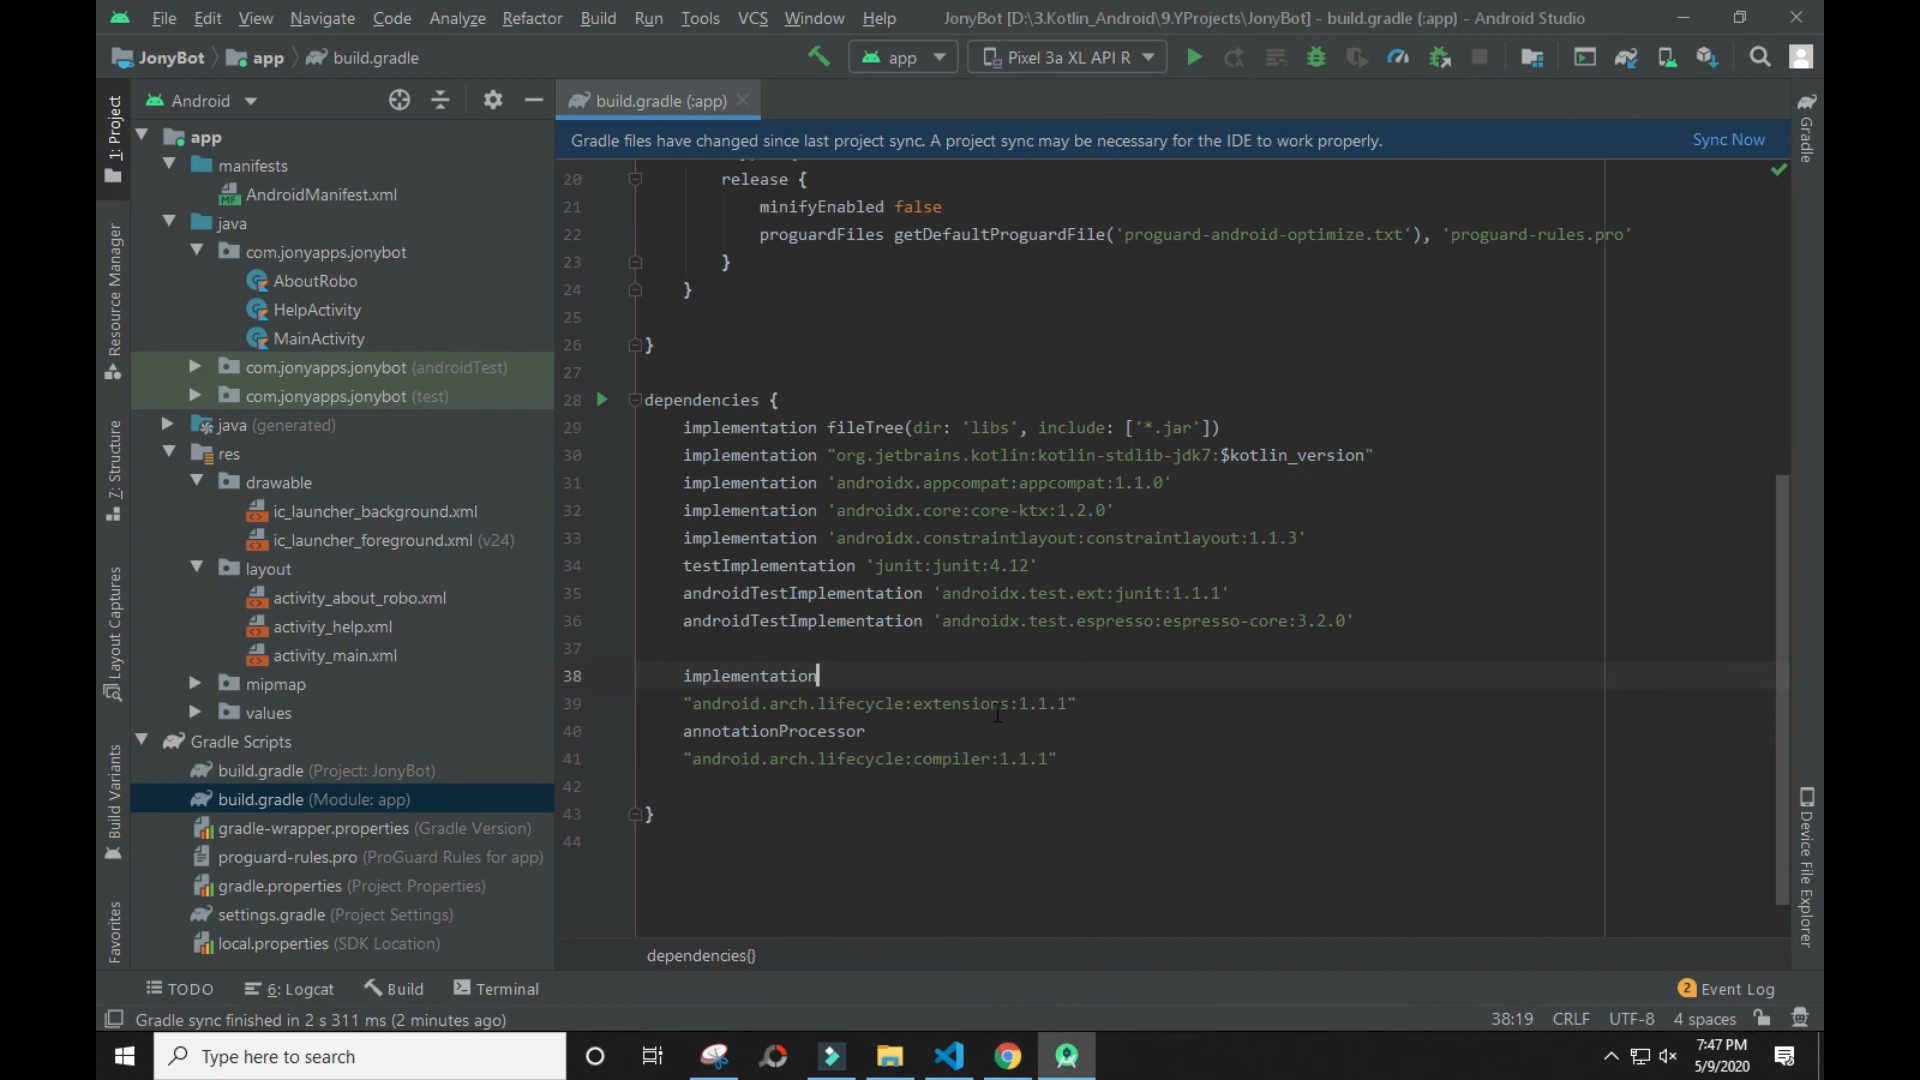 File Edit View Navigate Code Analyze Refactor Build Run Tools VCS Window Help JonyBot [D:\3.Kotlin_Android\9.YProjects\JonyBot] - build.gradle (:app) - Android Studio
JonyBot app build.gradle app Pixel 3a XL API R
Android
build.gradle (:app)
Gradle files have changed since last project sync. A project sync may be necessary for the IDE to work properly. Sync Now
1: Project
Resource Manager
7: Structure
Layout Captures
Build Variants
Favorites
app
manifests
AndroidManifest.xml
java
com.jonyapps.jonybot
AboutRobo
HelpActivity
MainActivity
com.jonyapps.jonybot (androidTest)
com.jonyapps.jonybot (test)
java (generated)
res
drawable
ic_launcher_background.xml
ic_launcher_foreground.xml (v24)
layout
activity_about_robo.xml
activity_help.xml
activity_main.xml
mipmap
values
Gradle Scripts
build.gradle (Project: JonyBot)
build.gradle (Module: app)
gradle-wrapper.properties (Gradle Version)
proguard-rules.pro (ProGuard Rules for app)
gradle.properties (Project Properties)
settings.gradle (Project Settings)
local.properties (SDK Location)
20 release {
21 minifyEnabled false
22 proguardFiles getDefaultProguardFile('proguard-android-optimize.txt'), 'proguard-rules.pro'
23 }
24 }
25
26 }
27
28 dependencies {
29 implementation fileTree(dir: 'libs', include: ['*.jar'])
30 implementation "org.jetbrains.kotlin:kotlin-stdlib-jdk7:$kotlin_version"
31 implementation 'androidx.appcompat:appcompat:1.1.0'
32 implementation 'androidx.core:core-ktx:1.2.0'
33 implementation 'androidx.constraintlayout:constraintlayout:1.1.3'
34 testImplementation 'junit:junit:4.12'
35 androidTestImplementation 'androidx.test.ext:junit:1.1.1'
36 androidTestImplementation 'androidx.test.espresso:espresso-core:3.2.0'
37
38 implementation
39 "android.arch.lifecycle:extensions:1.1.1"
40 annotationProcessor
41 "android.arch.lifecycle:compiler:1.1.1"
42
43 }
44
dependencies{}
Gradle
Device File Explorer
TODO 6: Logcat Build Terminal 2 Event Log
Gradle sync finished in 2 s 311 ms (2 minutes ago) 38:19 CRLF UTF-8 4 spaces
Type here to search
7:47 PM
5/9/2020